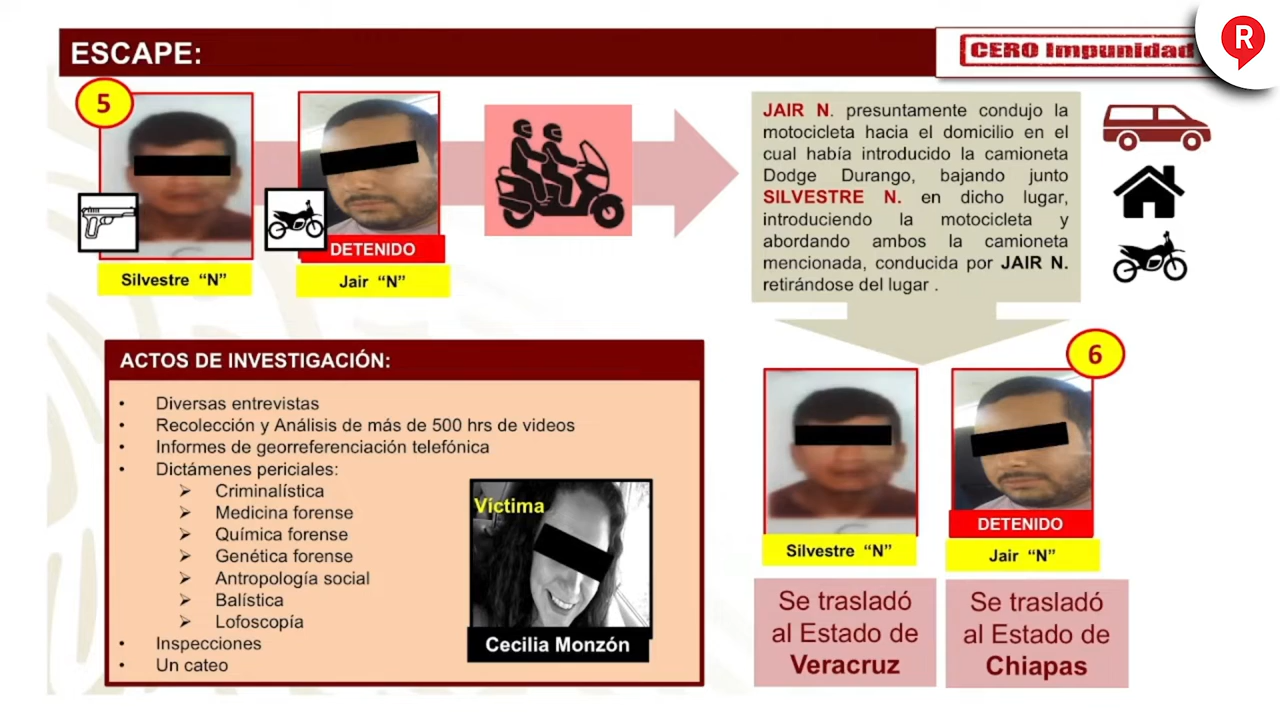 ESCAPE:
CERO Impunidad
R
5
DETENIDO
Silvestre “N”
Jair “N”
JAIR N. presuntamente condujo la
motocicleta hacia el domicilio en el
cual había introducido la camioneta
Dodge Durango, bajando junto
SILVESTRE N. en dicho lugar,
introduciendo la motocicleta y
abordando ambos la camioneta
mencionada, conducida por JAIR N.
retirándose del lugar .
ACTOS DE INVESTIGACIÓN:
• Diversas entrevistas
• Recolección y Análisis de más de 500 hrs de videos
• Informes de georreferenciación telefónica
• Dictámenes periciales:
➢ Criminalística
➢ Medicina forense
➢ Química forense
➢ Genética forense
➢ Antropología social
➢ Balística
➢ Lofoscopía
• Inspecciones
• Un cateo
Víctima
Cecilia Monzón
6
DETENIDO
Silvestre “N”
Jair “N”
Se trasladó
al Estado de
Veracruz
Se trasladó
al Estado de
Chiapas